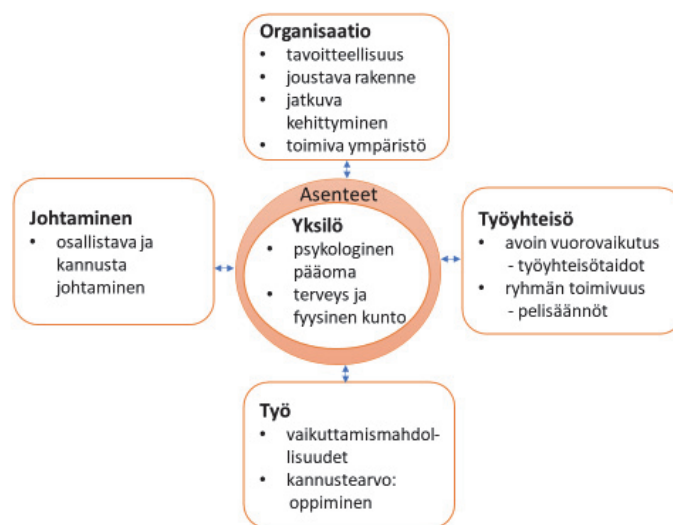 Organisaatio
• tavoitteellisuus
• joustava rakenne
• jatkuva
kehittyminen
• toimiva ympäristö
Johtaminen
• osallistava ja
kannusta
johtaminen
Asenteet
Yksilö
• psykologinen
pääoma
• terveys ja
fyysinen kunto
Työyhteisö
• avoin vuorovaikutus
- työyhteisötaidot
• ryhmän toimivuus
- pelisäännöt
Työ
• vaikuttamismahdol-
lisuudet
• kannustearvo:
oppiminen